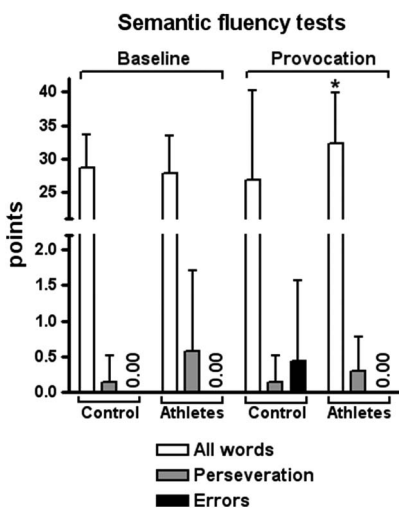 Semantic fluency tests
Baseline Provocation
*
40
35
30
25
2.0
1.5
1.0
0.5
0.0
points
0.00
0.00
0.00
Control Athletes Control Athletes
All words
Perseveration
Errors